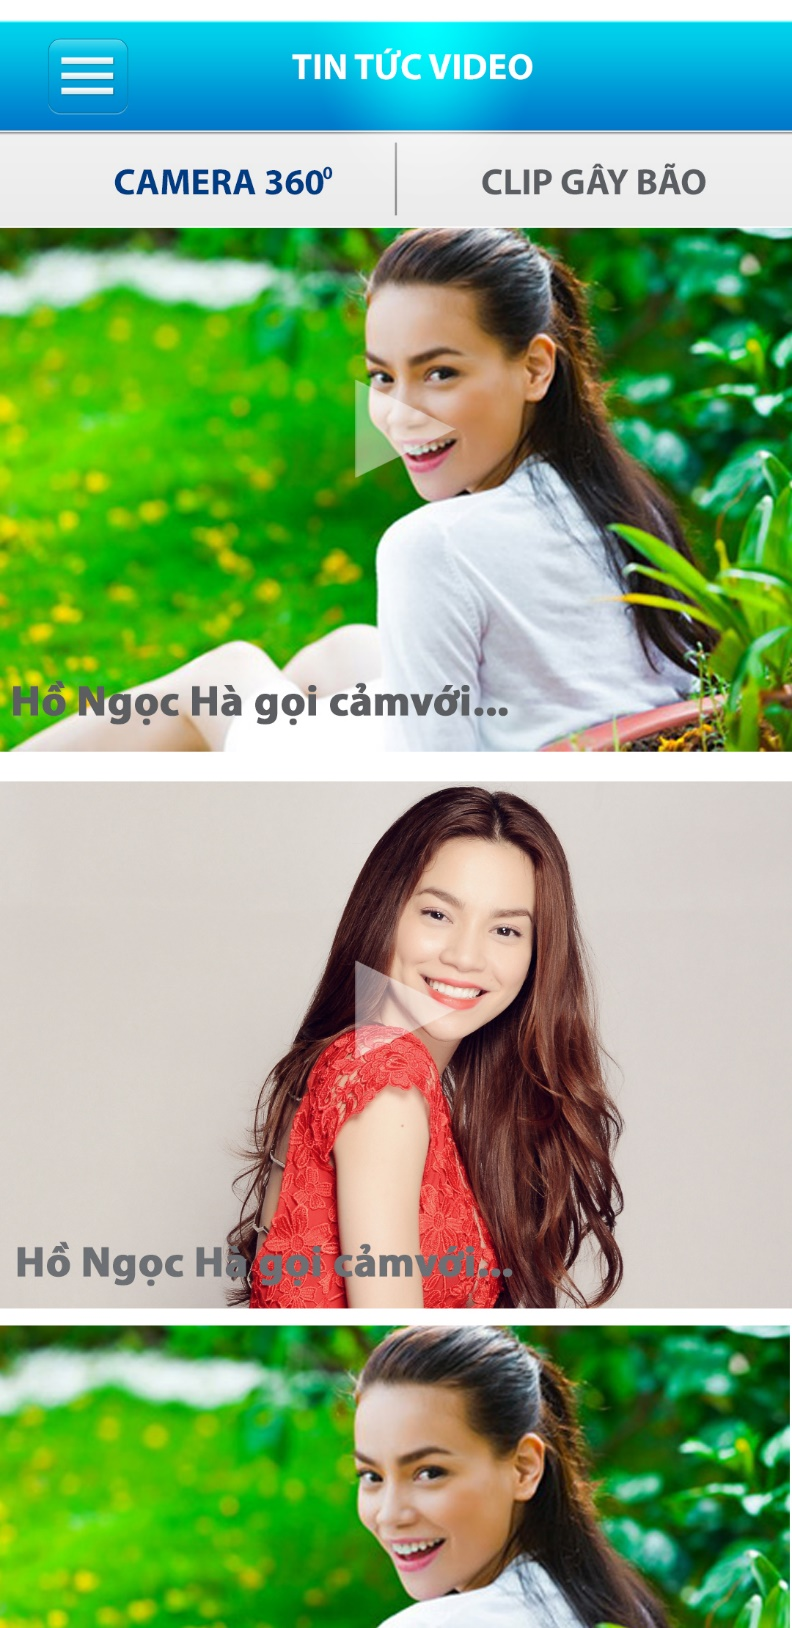 TIN TỨC VIDEO
CAMERA 360⁰
CLIP GÂY BÃO
Hồ Ngọc Hà gọi cảmvới...
Hồ Ngọc Hà gọi cảmvới...